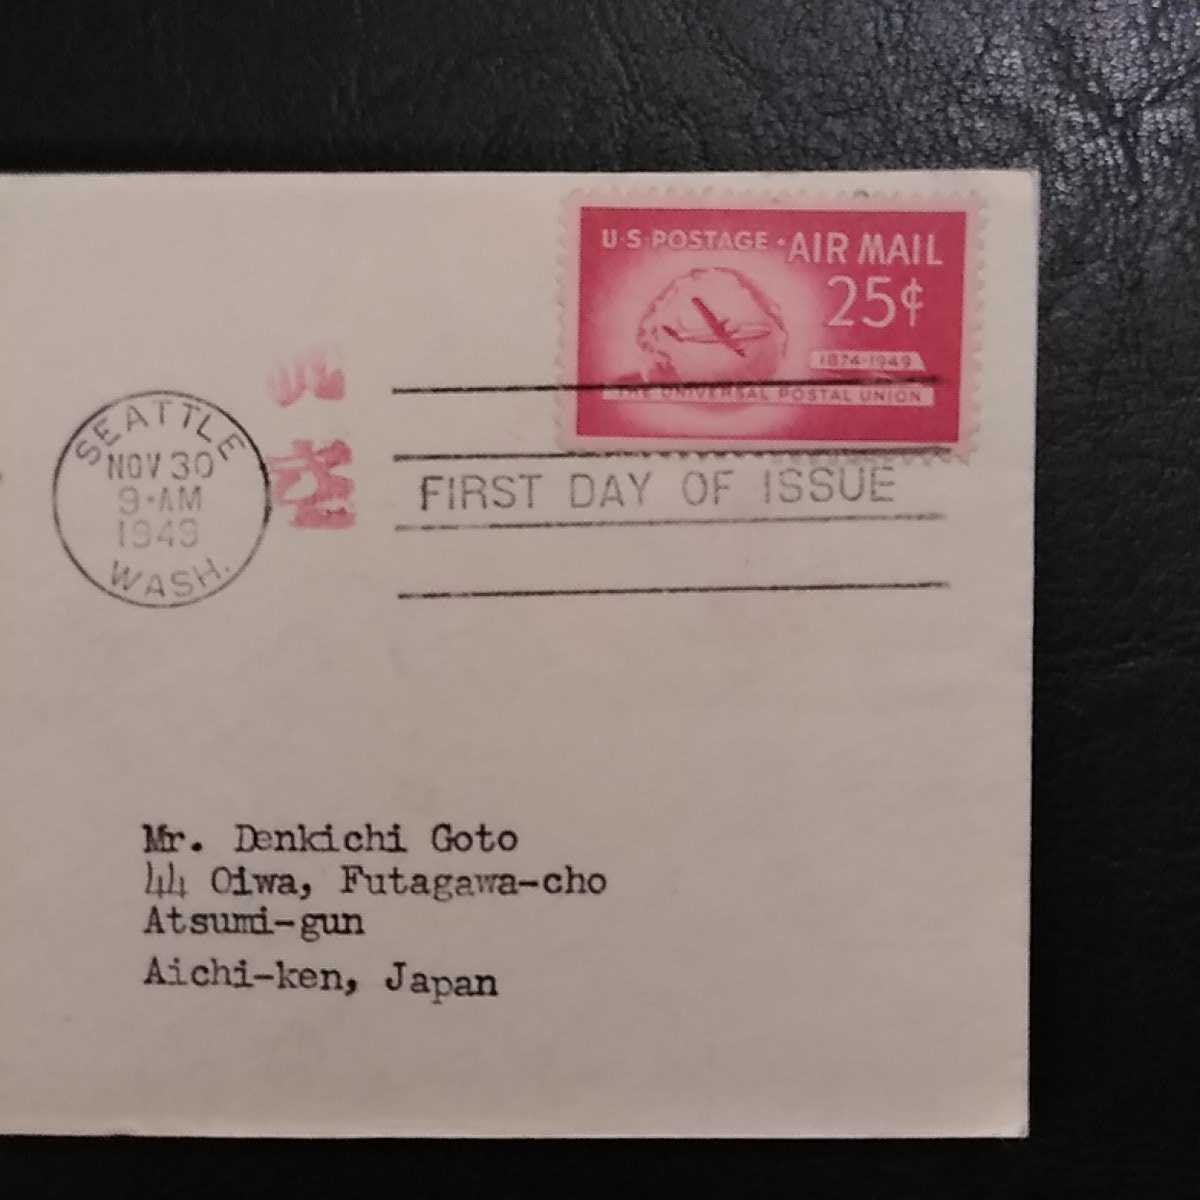 U·S·POSTAGE · AIR MAIL
25¢
1874-1949
THE UNIVERSAL POSTAL UNION
SEATTLE
NOV 30
9-AM
1949
WASH.
FIRST DAY OF ISSUE
Mr. Denkichi Goto
44 Oiwa, Futagawa-cho
Atsumi-gun
Aichi-ken, Japan